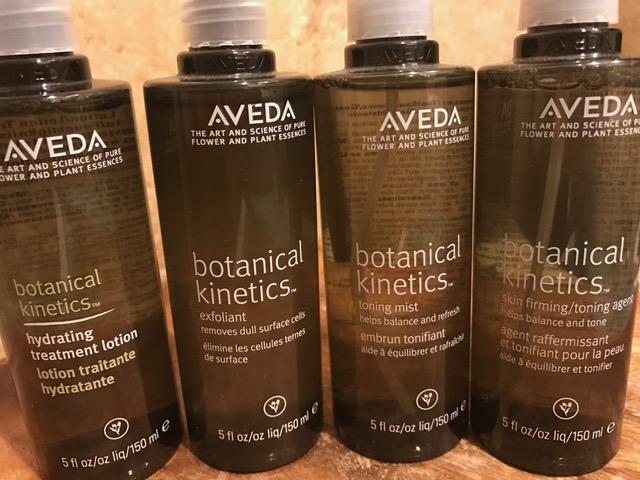 AVEDA
THE ART AND SCIENCE OF PURE
FLOWER AND PLANT ESSENCES
botanical
kinetics™
hydrating
treatment lotion
lotion traitante
hydratante
5 fl oz/oz liq/150 ml e
AVEDA
THE ART AND SCIENCE OF PURE
FLOWER AND PLANT ESSENCES
botanical
kinetics™
exfoliant
removes dull surface cells
élimine les cellules ternes
de surface
5 fl oz/oz liq/150 ml e
AVEDA
THE ART AND SCIENCE OF PURE
FLOWER AND PLANT ESSENCES
botanical
kinetics™
toning mist
helps balance and refresh
embrun tonifiant
aide à équilibrer et rafraîchir
5 fl oz/oz liq/150 ml e
AVEDA
THE ART AND SCIENCE OF PURE
FLOWER AND PLANT ESSENCES
botanical
kinetics™
skin firming/toning agent
helps balance and tone
agent raffermissant
et tonifiant pour la peau
aide à équilibrer et tonifier
5 fl oz/oz liq/150 ml e